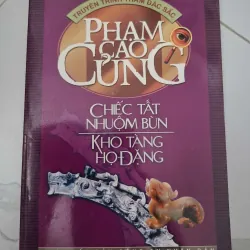 TRUYỆN TRINH THÁM ĐẶC SẮC
PHẠM
CAO
CỦNG
CHIẾC TẤT
NHUỘM BÙN
KHO TÀNG
HỌ ĐẶNG